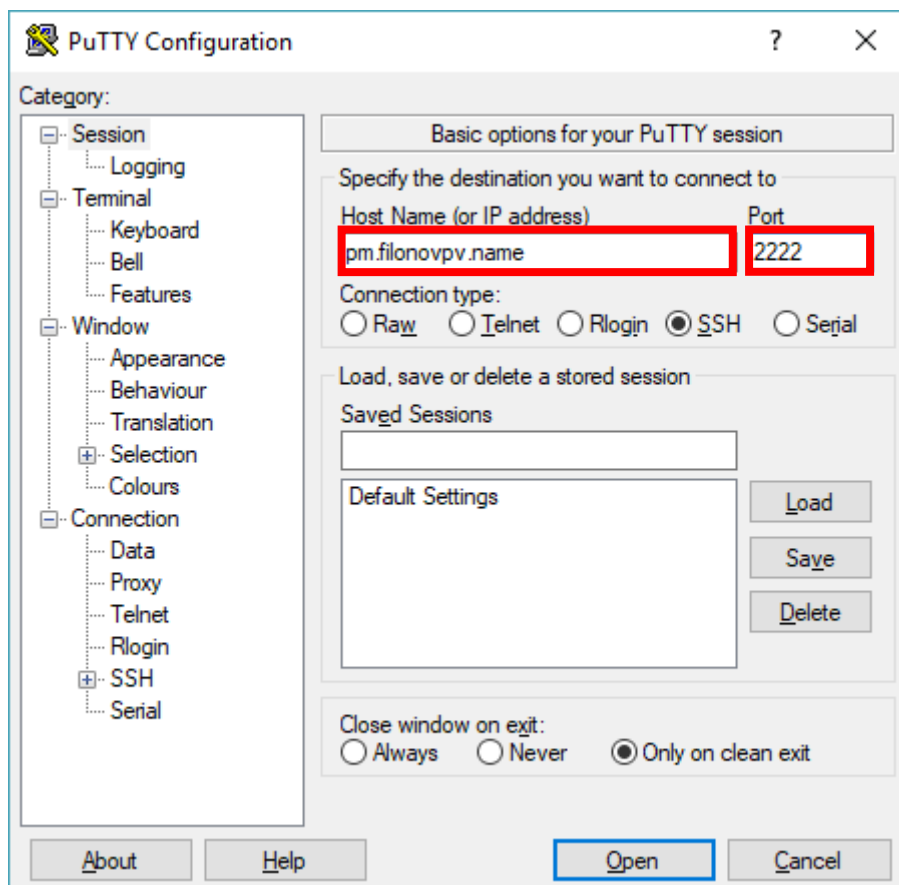 PuTTY Configuration
?
Category:
Session
Logging
Terminal
Keyboard
Bell
Features
Window
Appearance
Behaviour
Translation
Selection
Colours
Connection
Data
Proxy
Telnet
Rlogin
SSH
Serial
Basic options for your PuTTY session
Specify the destination you want to connect to
Host Name (or IP address) Port
pm.filonovpv.name 2222
Connection type:
Raw Telnet Rlogin SSH Serial
Load, save or delete a stored session
Saved Sessions
Default Settings
Load
Save
Delete
Close window on exit:
Always Never Only on clean exit
About Help Open Cancel